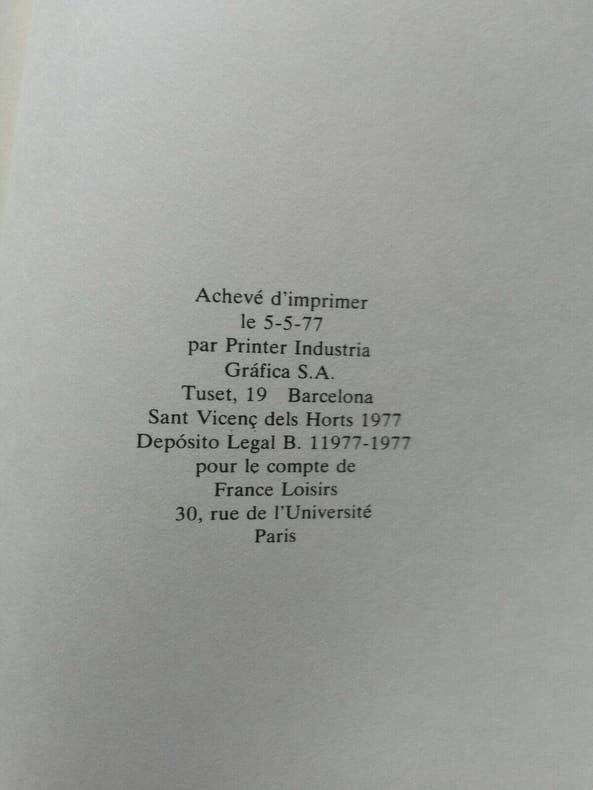 Achevé d'imprimer
le 5-5-77
par Printer Industria
Gráfica S.A.
Tuset, 19 Barcelona
Sant Vicenç dels Horts 1977
Depósito Legal B. 11977-1977
pour le compte de
France Loisirs
30, rue de l'Université
Paris